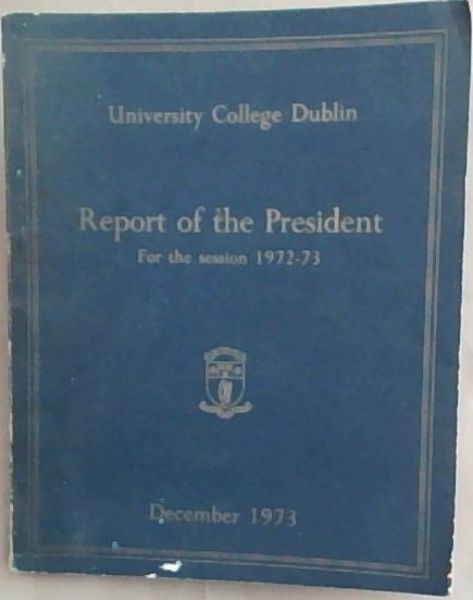 University College Dublin
Report of the President
For the session 1972-73
December 1973